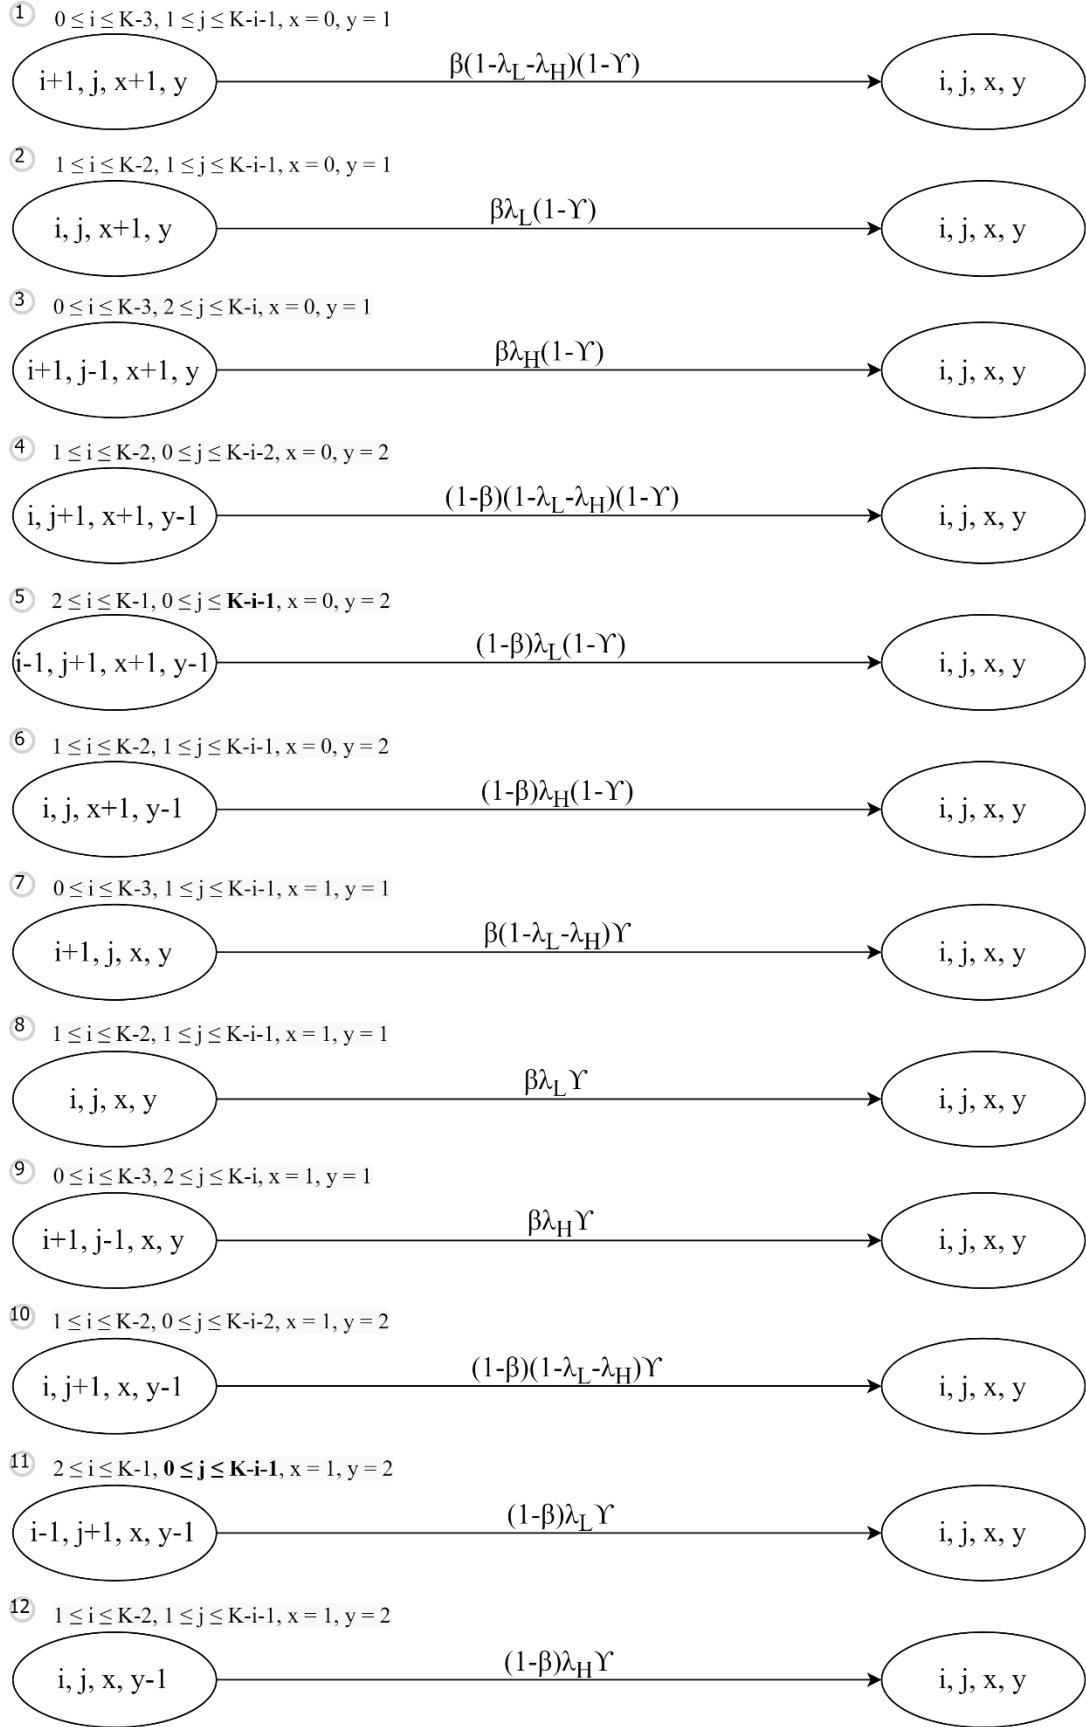 1 0 ≤ i ≤ K-3, 1 ≤ j ≤ K-i-1, x = 0, y = 1
i+1, j, x+1, y
β(1-λL-λH)(1-ϒ)
i, j, x, y
2 1 ≤ i ≤ K-2, 1 ≤ j ≤ K-i-1, x = 0, y = 1
i, j, x+1, y
βλL(1-ϒ)
i, j, x, y
3 0 ≤ i ≤ K-3, 2 ≤ j ≤ K-i, x = 0, y = 1
i+1, j-1, x+1, y
βλH(1-ϒ)
i, j, x, y
4 1 ≤ i ≤ K-2, 0 ≤ j ≤ K-i-2, x = 0, y = 2
i, j+1, x+1, y-1
(1-β)(1-λL-λH)(1-ϒ)
i, j, x, y
5 2 ≤ i ≤ K-1, 0 ≤ j ≤ K-i-1, x = 0, y = 2
i-1, j+1, x+1, y-1
(1-β)λL(1-ϒ)
i, j, x, y
6 1 ≤ i ≤ K-2, 1 ≤ j ≤ K-i-1, x = 0, y = 2
i, j, x+1, y-1
(1-β)λH(1-ϒ)
i, j, x, y
7 0 ≤ i ≤ K-3, 1 ≤ j ≤ K-i-1, x = 1, y = 1
i+1, j, x, y
β(1-λL-λH)ϒ
i, j, x, y
8 1 ≤ i ≤ K-2, 1 ≤ j ≤ K-i-1, x = 1, y = 1
i, j, x, y
βλLϒ
i, j, x, y
9 0 ≤ i ≤ K-3, 2 ≤ j ≤ K-i, x = 1, y = 1
i+1, j-1, x, y
βλHϒ
i, j, x, y
10 1 ≤ i ≤ K-2, 0 ≤ j ≤ K-i-2, x = 1, y = 2
i, j+1, x, y-1
(1-β)(1-λL-λH)ϒ
i, j, x, y
11 2 ≤ i ≤ K-1, 0 ≤ j ≤ K-i-1, x = 1, y = 2
i-1, j+1, x, y-1
(1-β)λLϒ
i, j, x, y
12 1 ≤ i ≤ K-2, 1 ≤ j ≤ K-i-1, x = 1, y = 2
i, j, x, y-1
(1-β)λHϒ
i, j, x, y